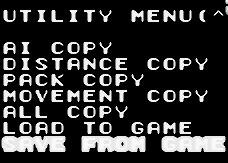 UTILITY MENU(^
AI COPY
DISTANCE COPY
PACK COPY
MOVEMENT COPY
ALL COPY
LOAD TO GAME
SAVE FROM GAME